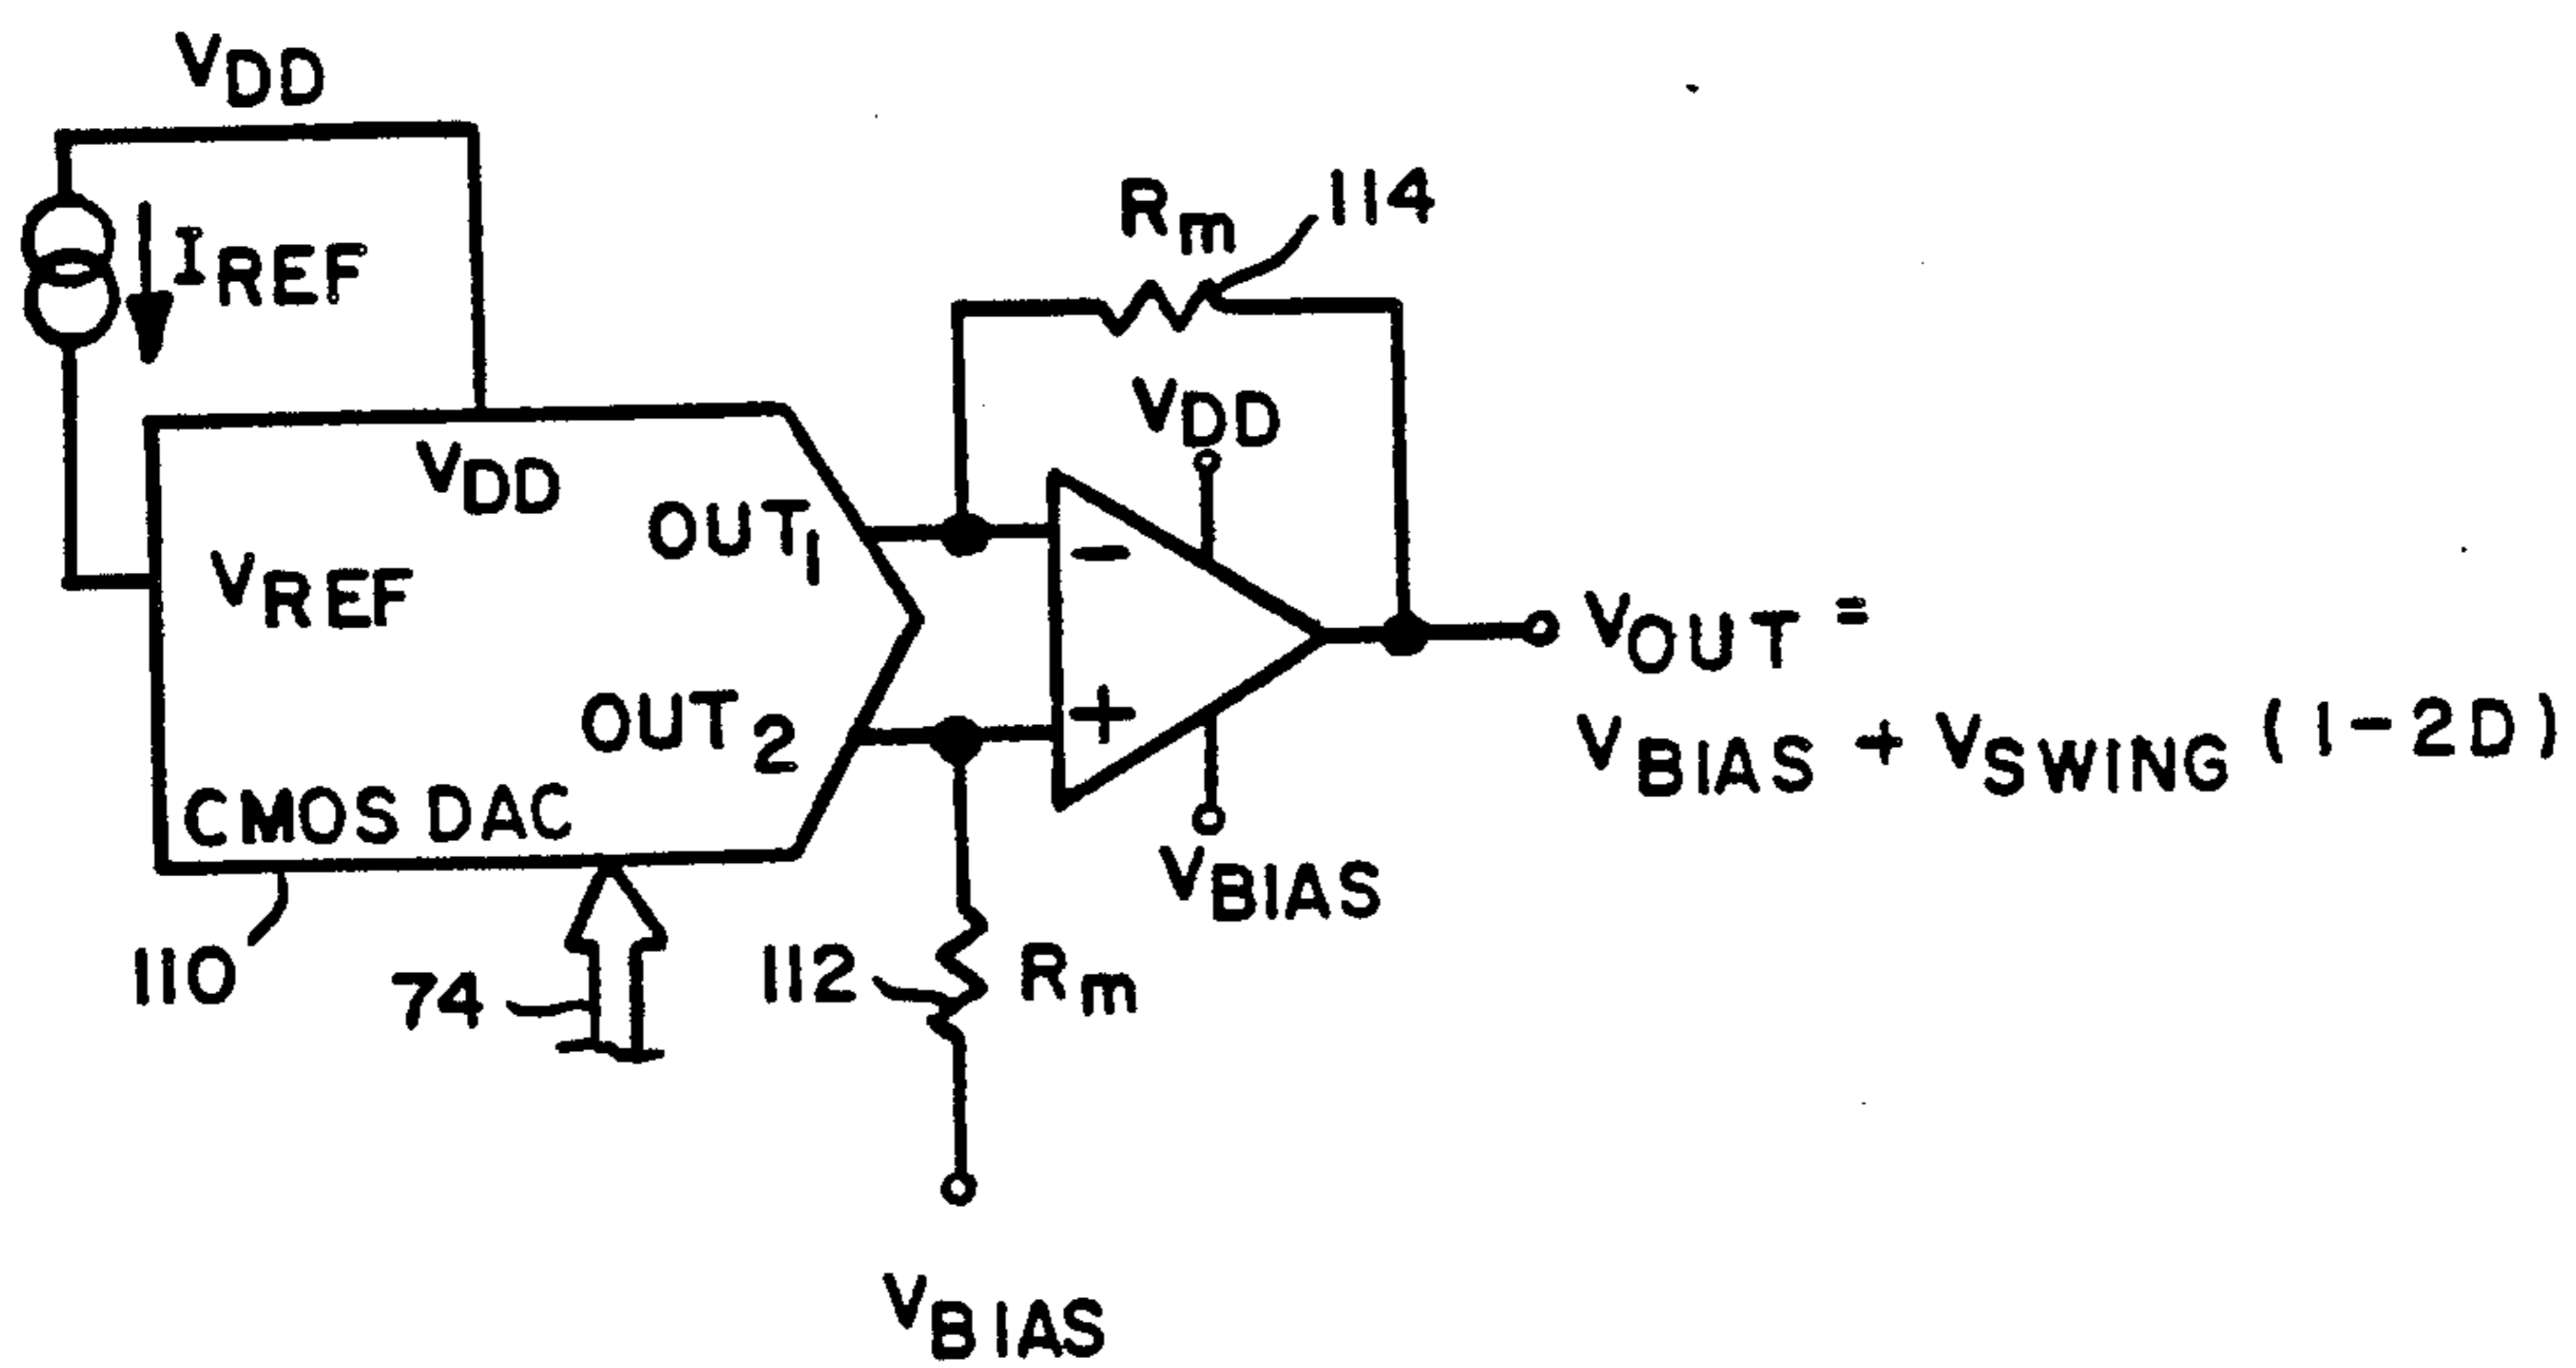 VDD
IREF
Rm
114
VDD
VDD
OUT1
-
VREF
VOUT =
VBIAS + VSWING (1-2D)
OUT2
+
CMOS DAC
VBIAS
110
74
112
Rm
VBIAS